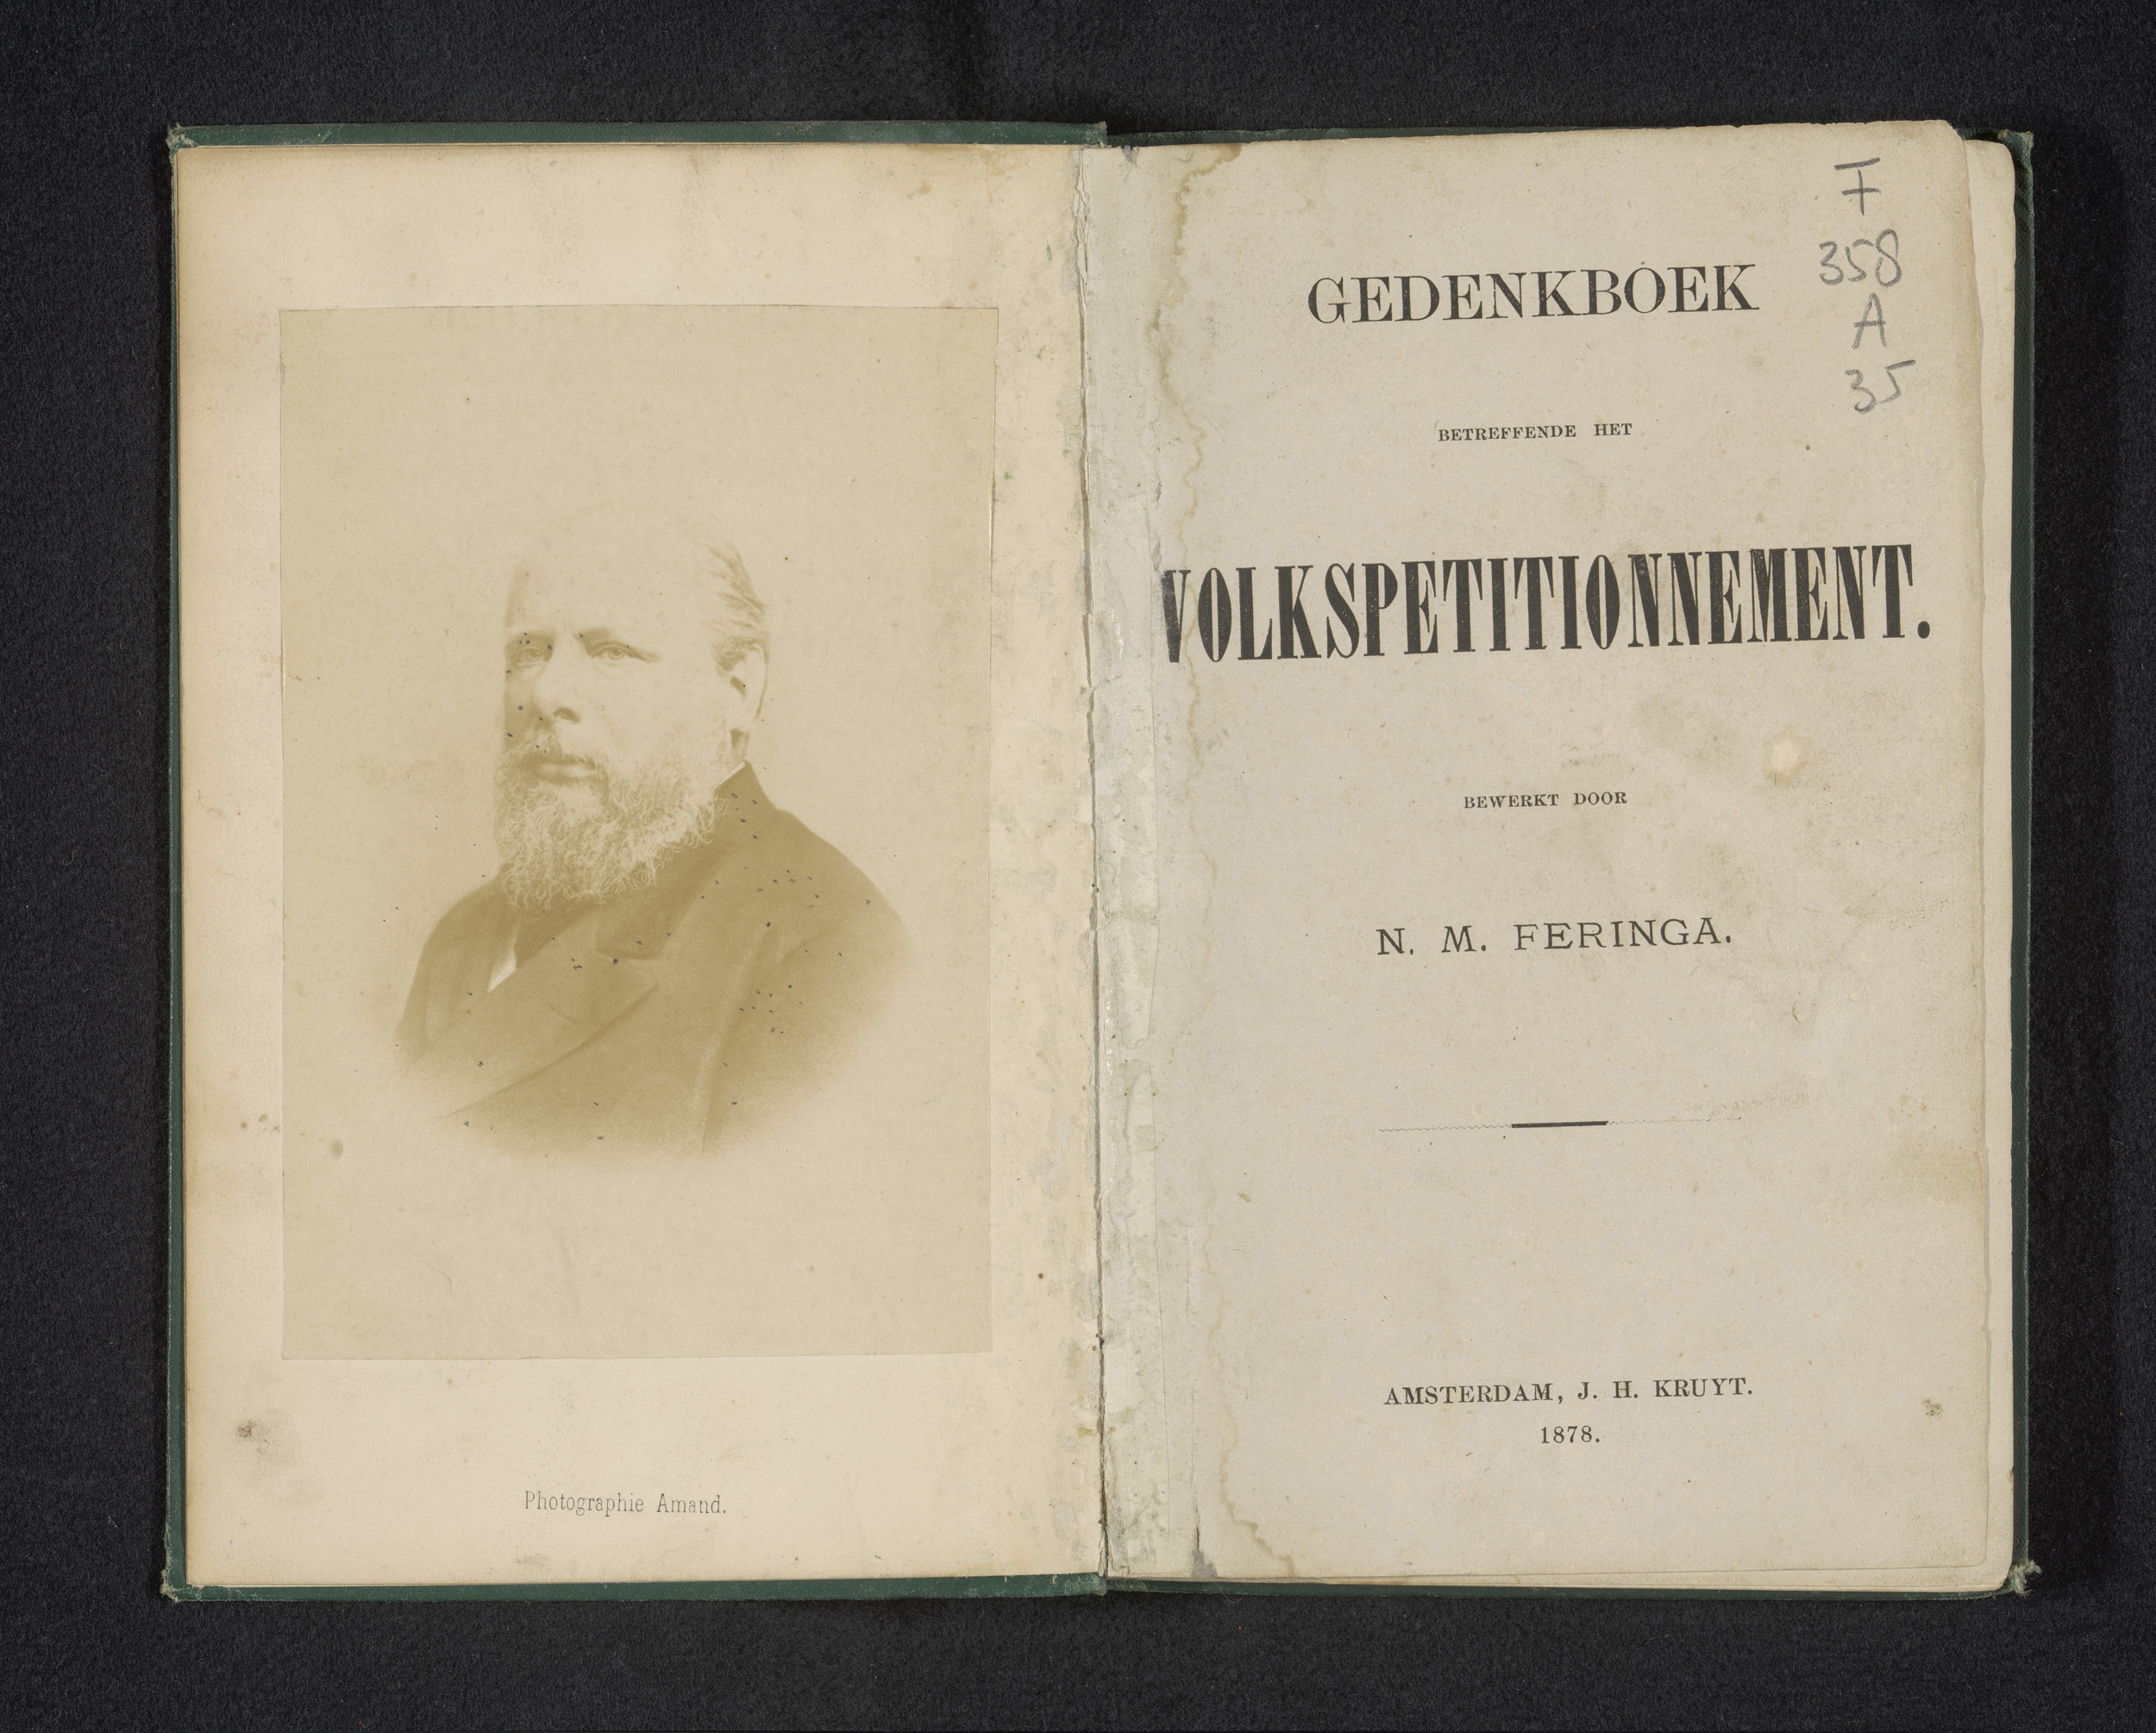 Photographie Amand.
F
358
A
35
GEDENKBOEK
BETREFFENDE HET
VOLKSPETITIONNEMENT.
BEWERKT DOOR
N. M. FERINGA.
AMSTERDAM, J. H. KRUYT.
1878.